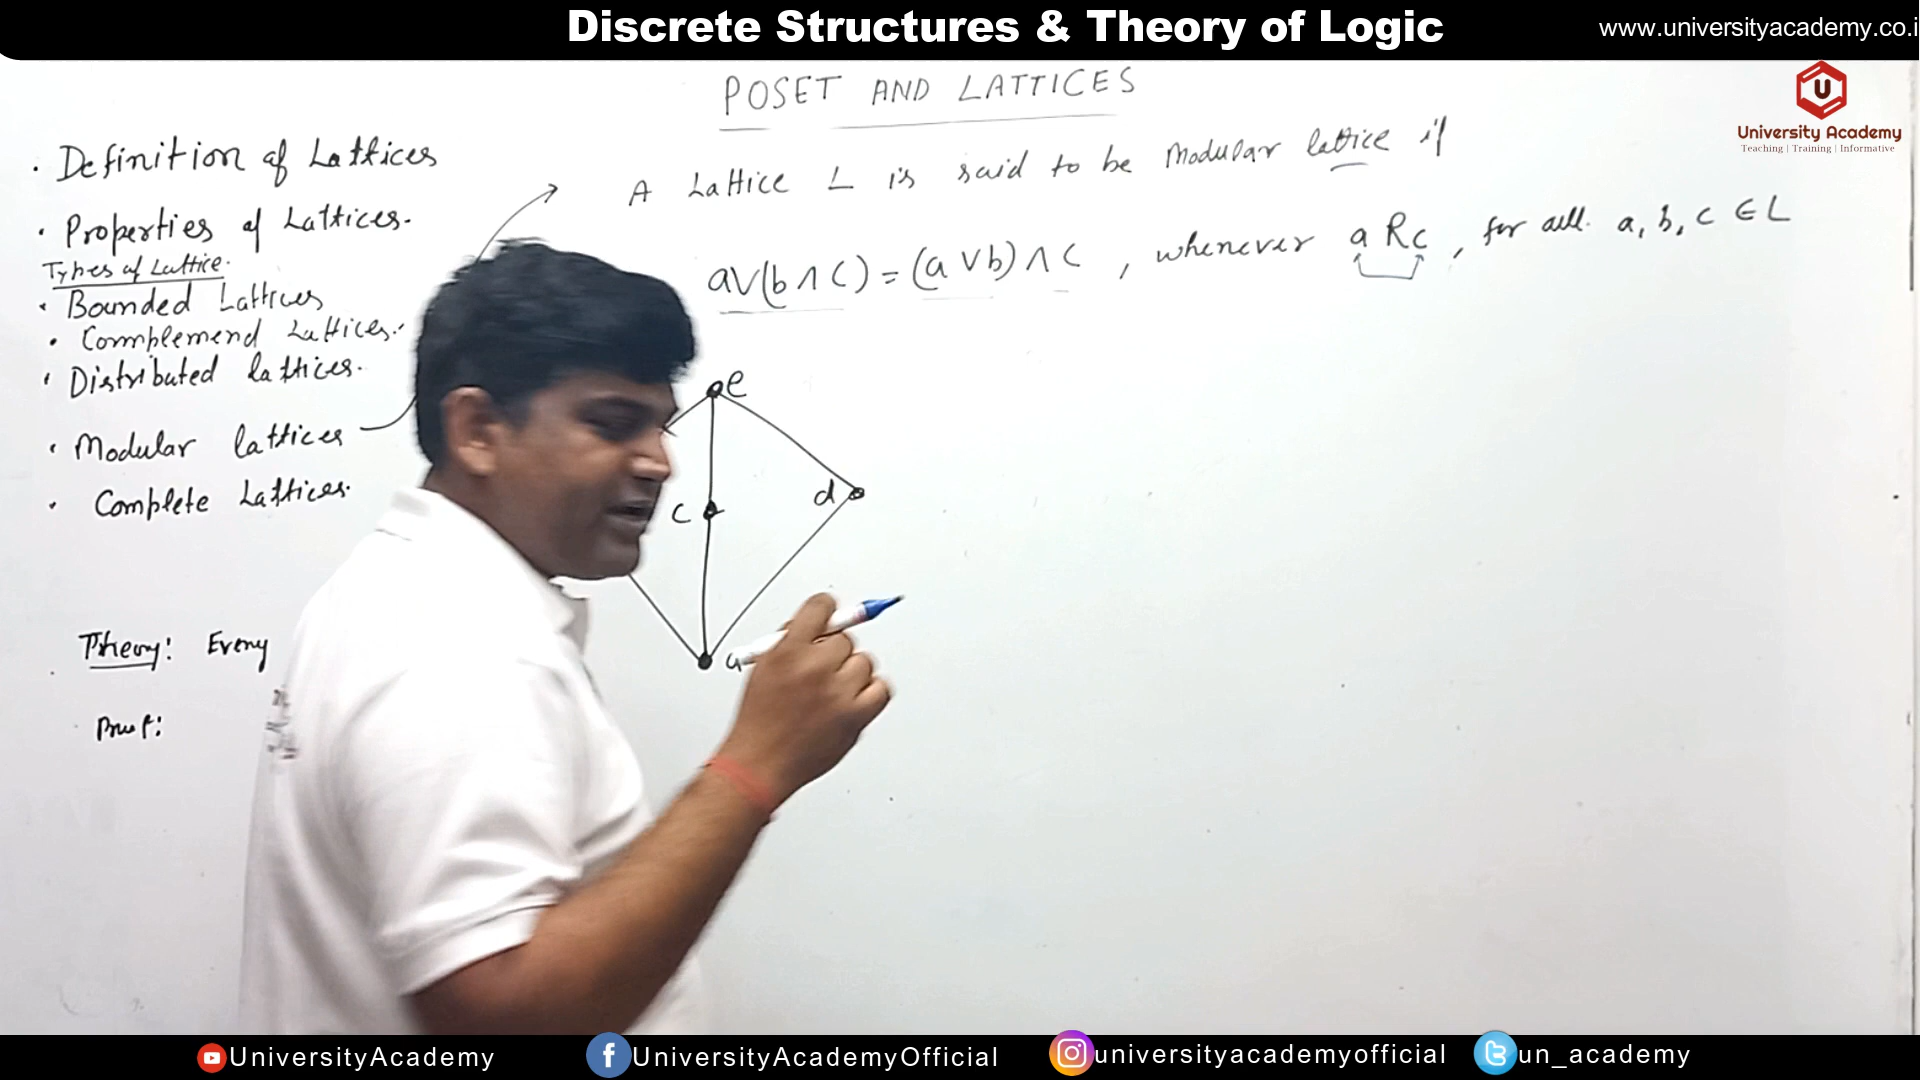 Discrete Structures & Theory of Logic
www.universityacademy.co.i
U
University Academy
Teaching | Training | Informative
POSET AND LATTICES
· Definition of Lattices
· Properties of Lattices.
Types of Lattice.
· Bounded Lattices
· Commplemend Lattices.
· Distributed lattices.
· Modular lattices
· Complete Lattices.
Theory: Every
Proof:
A Lattice L is said to be Modular lattice if
a∨(b∧c) = (a∨b)∧c , whenever aRc, for all. a, b, c ∈ L
e
c
d
a
UniversityAcademy
UniversityAcademyOfficial
universityacademyofficial
un_academy